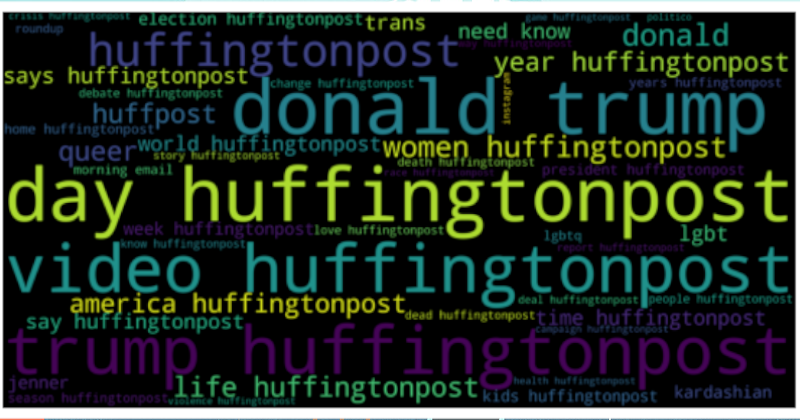 crisis huffingtonpost election huffingtonpost trans game huffingtonpost politico
roundup need know donald
huffingtonpost way huffingtonpost
says huffingtonpost year huffingtonpost
debate huffingtonpost change huffingtonpost instagram years huffingtonpost
huffpost donald trump
home huffingtonpost
queer world huffingtonpost women huffingtonpost
story huffingtonpost death huffingtonpost
morning email race huffingtonpost president huffingtonpost
day huffingtonpost
week huffingtonpost love huffingtonpost lgbtq lgbt
know huffingtonpost report huffingtonpost
video huffingtonpost
america huffingtonpost deal huffingtonpost people huffingtonpost
say huffingtonpost dead huffingtonpost time huffingtonpost
campaign huffingtonpost
trump huffingtonpost
jenner life huffingtonpost health huffingtonpost kardashian
season huffingtonpost violence huffingtonpost kids huffingtonpost